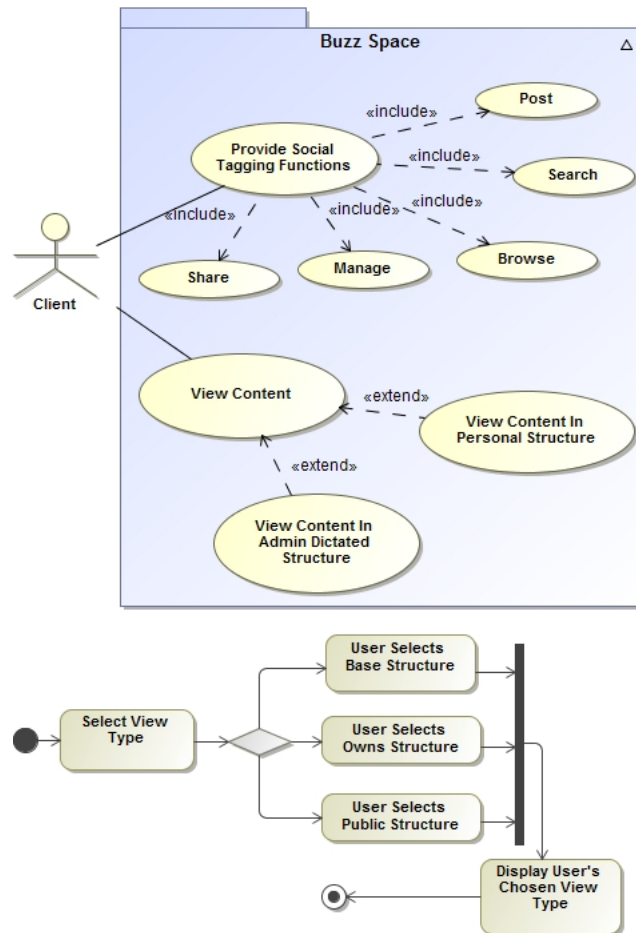 Buzz Space
Post
«include»
Provide Social
Tagging Functions
«include»
Search
«include»
«include»
«include»
Share
Manage
Browse
Client
View Content
«extend»
View Content In
Personal Structure
«extend»
View Content In
Admin Dictated
Structure
User Selects
Base Structure
Select View
Type
User Selects
Owns Structure
User Selects
Public Structure
Display User's
Chosen View
Type